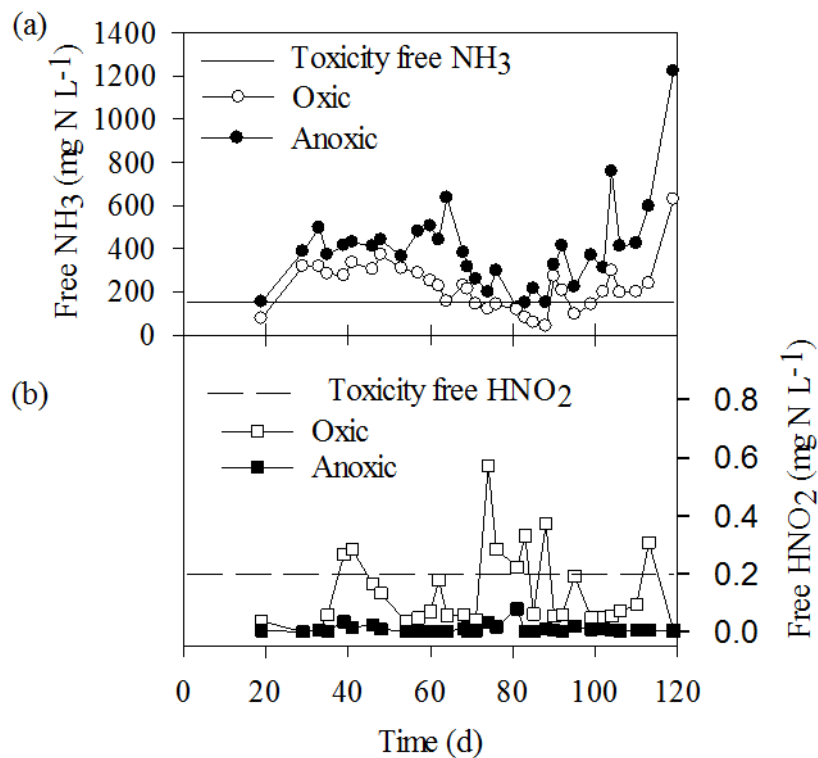 (a)
Free NH3 (mg N L-1)
1400
1200
1000
800
600
400
200
0
Toxicity free NH3
Oxic
Anoxic
(b)
Toxicity free HNO2
Oxic
Anoxic
0.8
0.6
0.4
0.2
0.0
Free HNO2 (mg N L-1)
0 20 40 60 80 100 120
Time (d)